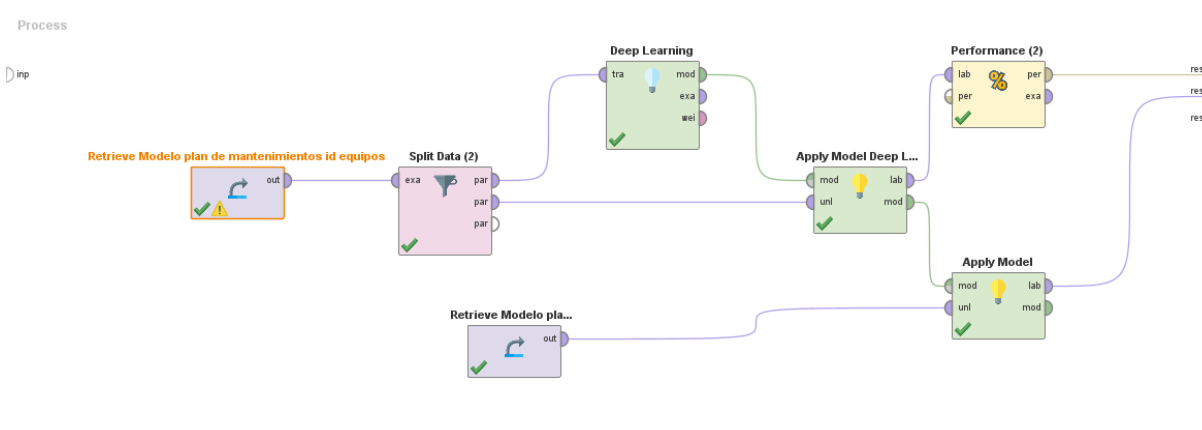 Process
inp
Deep Learning
tra
mod
exa
wei
Performance (2)
lab
per
%
per
exa
res
res
res
Retrieve Modelo plan de mantenimientos id equipos
out
Split Data (2)
exa
par
par
par
Apply Model Deep L...
mod
lab
unl
mod
Apply Model
mod
lab
unl
mod
Retrieve Modelo pla...
out